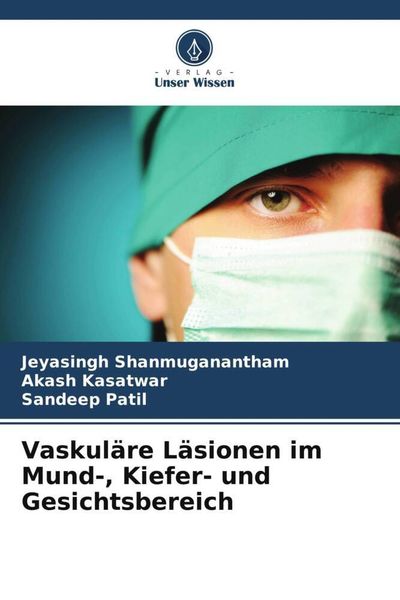 - VERLAG -
Unser Wissen
Jeyasingh Shanmuganantham
Akash Kasatwar
Sandeep Patil
Vaskuläre Läsionen im
Mund-, Kiefer- und
Gesichtsbereich